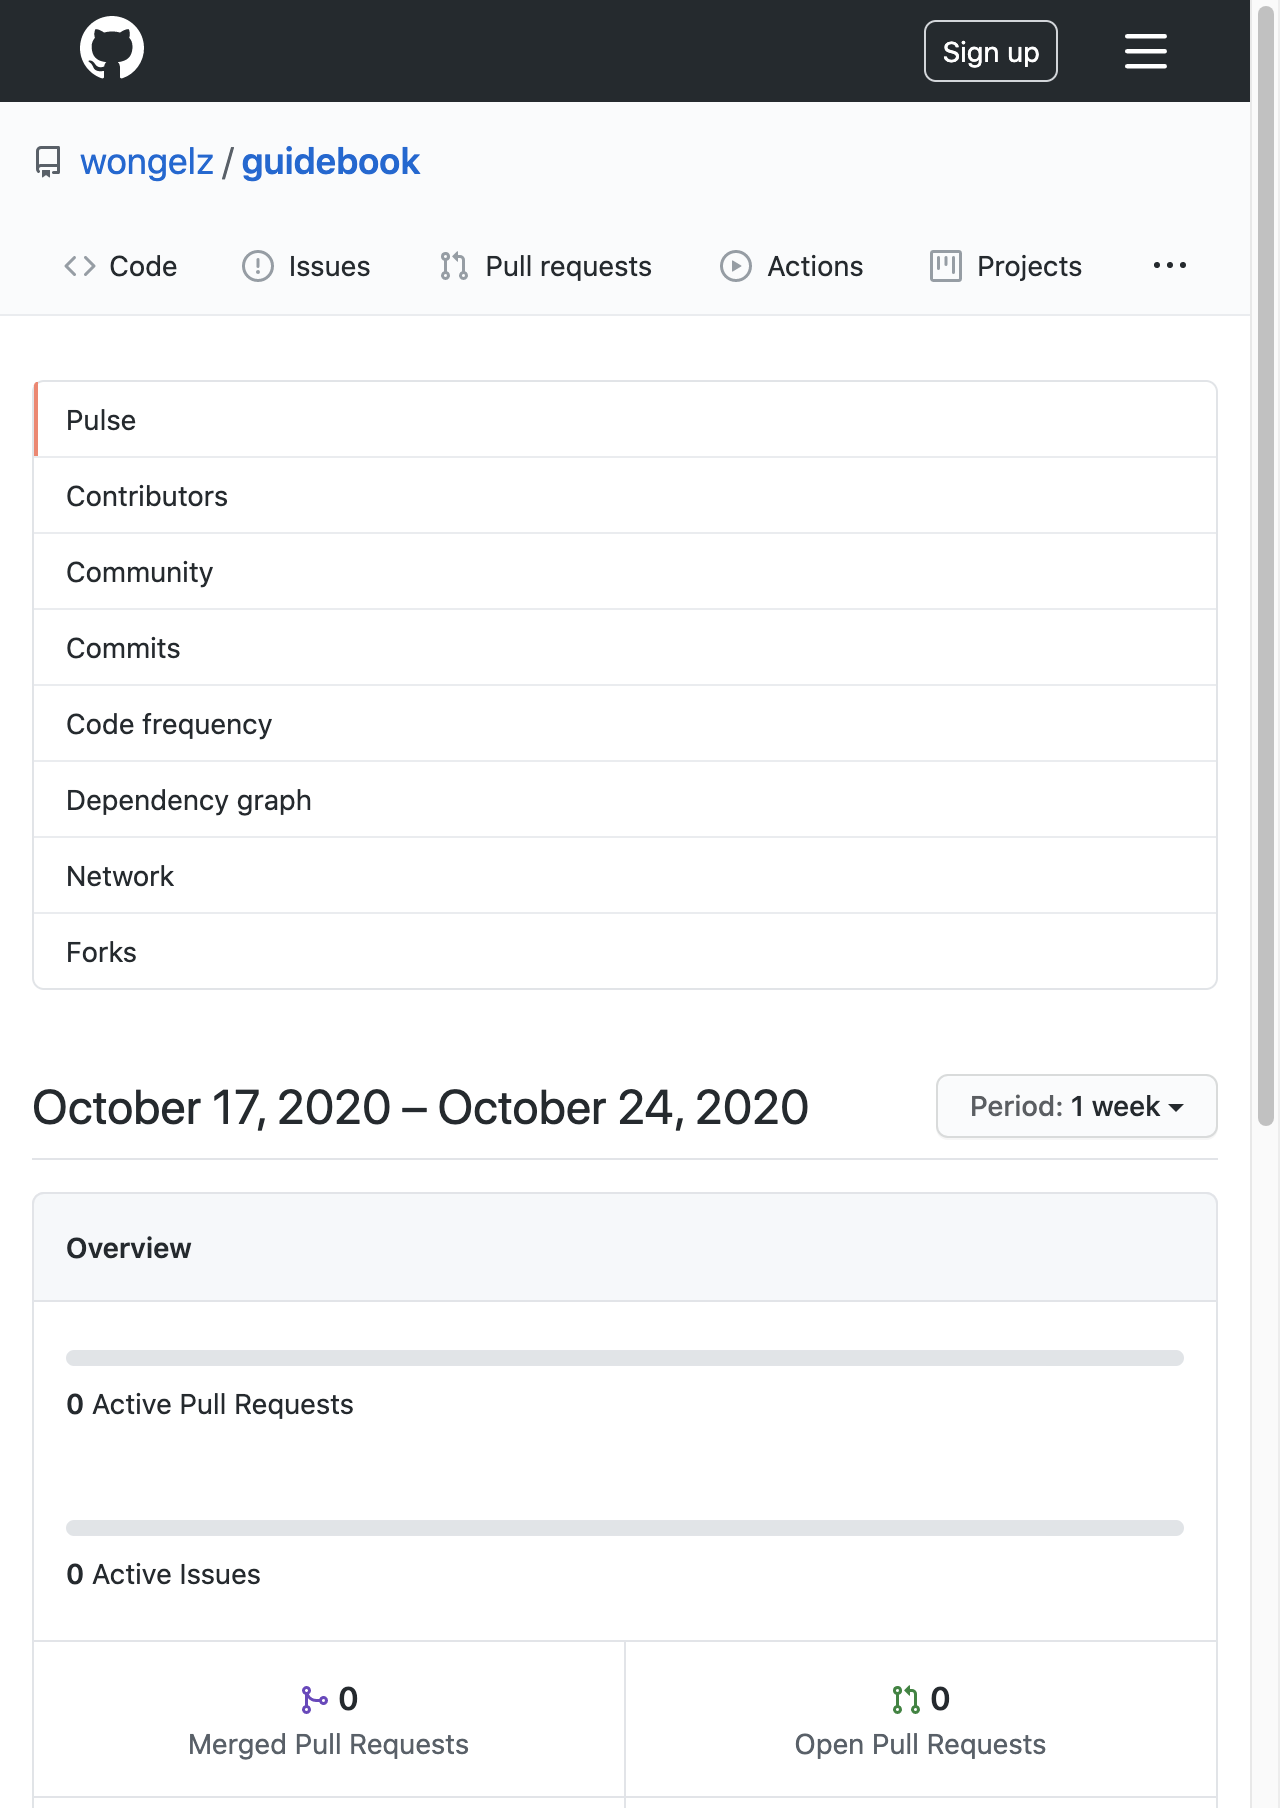 Sign up
wongelz / guidebook
Code Issues Pull requests Actions Projects
Pulse
Contributors
Community
Commits
Code frequency
Dependency graph
Network
Forks
October 17, 2020 – October 24, 2020
Period: 1 week
Overview
0 Active Pull Requests
0 Active Issues
0
Merged Pull Requests
0
Open Pull Requests